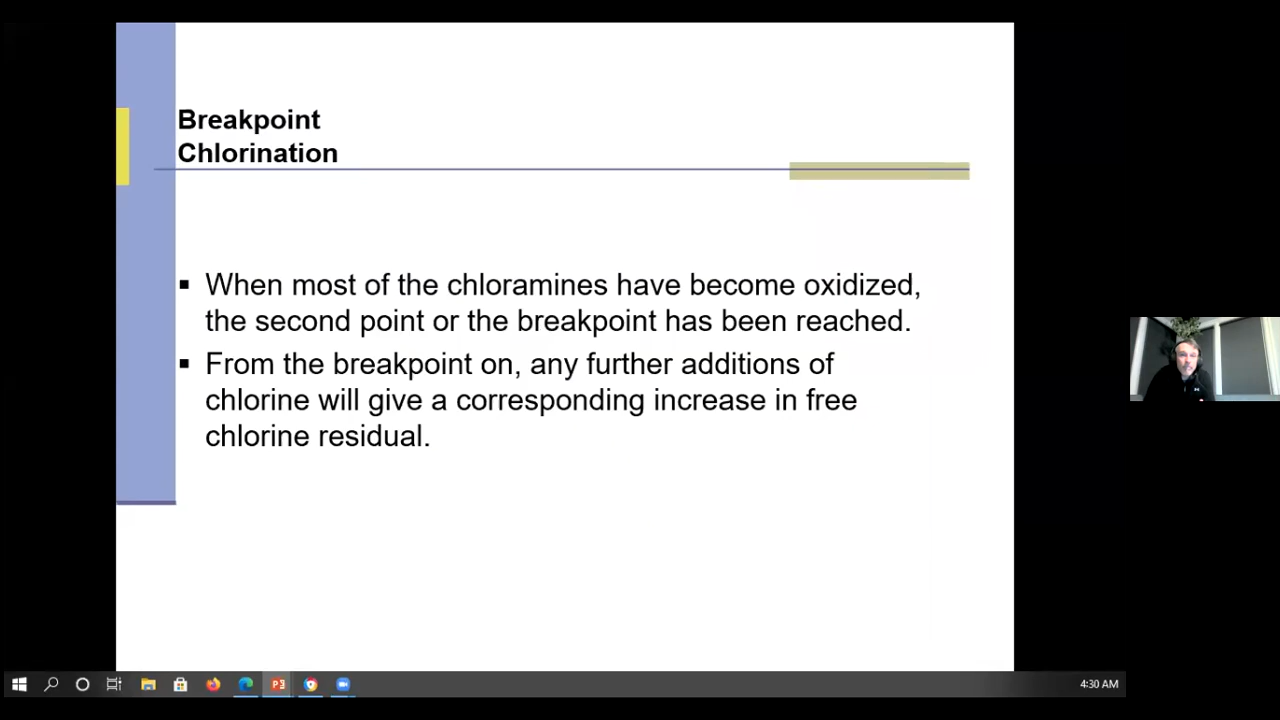 Breakpoint
Chlorination
▪ When most of the chloramines have become oxidized,
the second point or the breakpoint has been reached.
▪ From the breakpoint on, any further additions of
chlorine will give a corresponding increase in free
chlorine residual.
4:30 AM